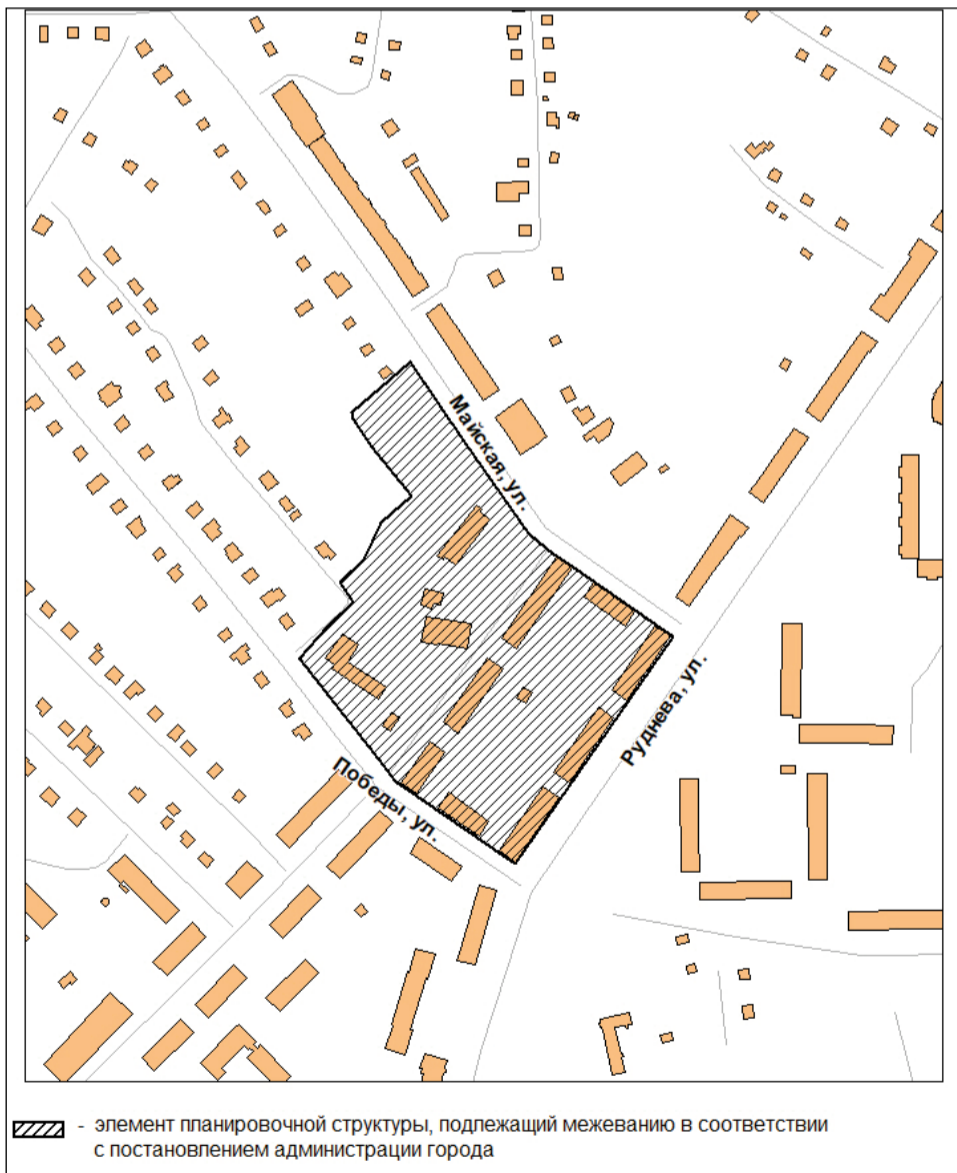 Майская, ул.
Руднева, ул.
Победы, ул.
- элемент планировочной структуры, подлежащий межеванию в соответствии
с постановлением администрации города